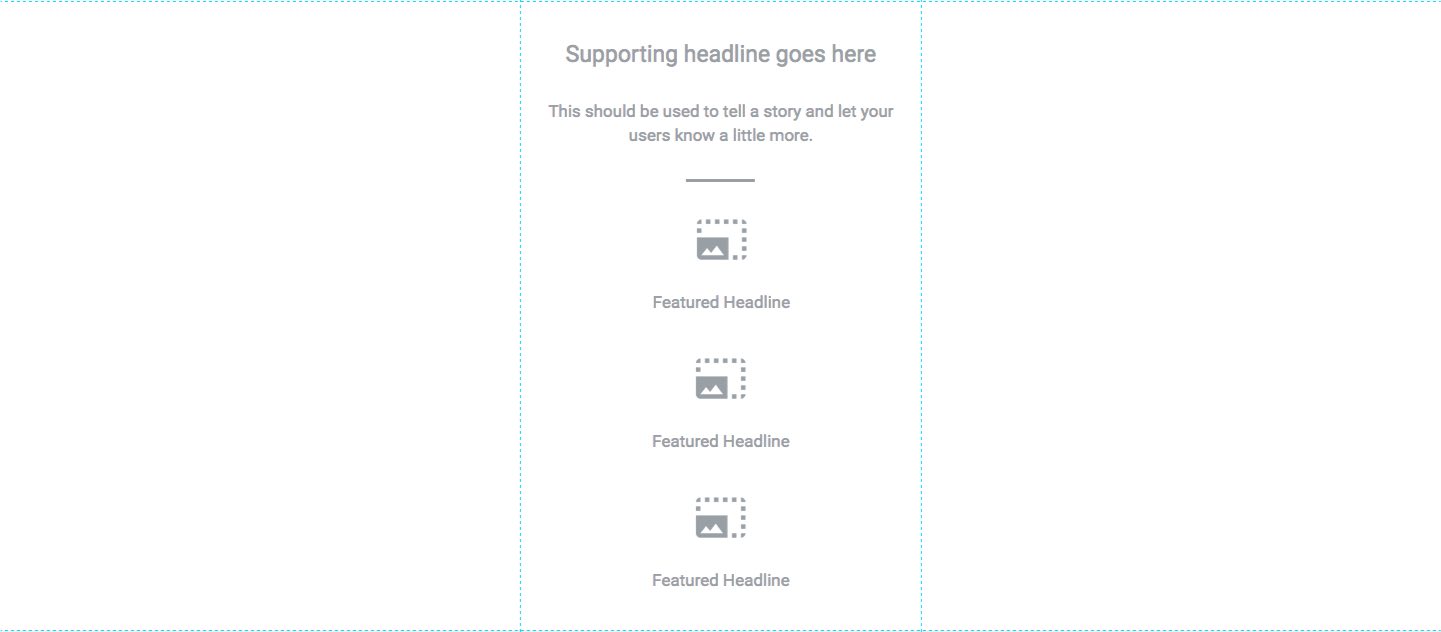 Supporting headline goes here
This should be used to tell a story and let your
users know a little more.
Featured Headline
Featured Headline
Featured Headline